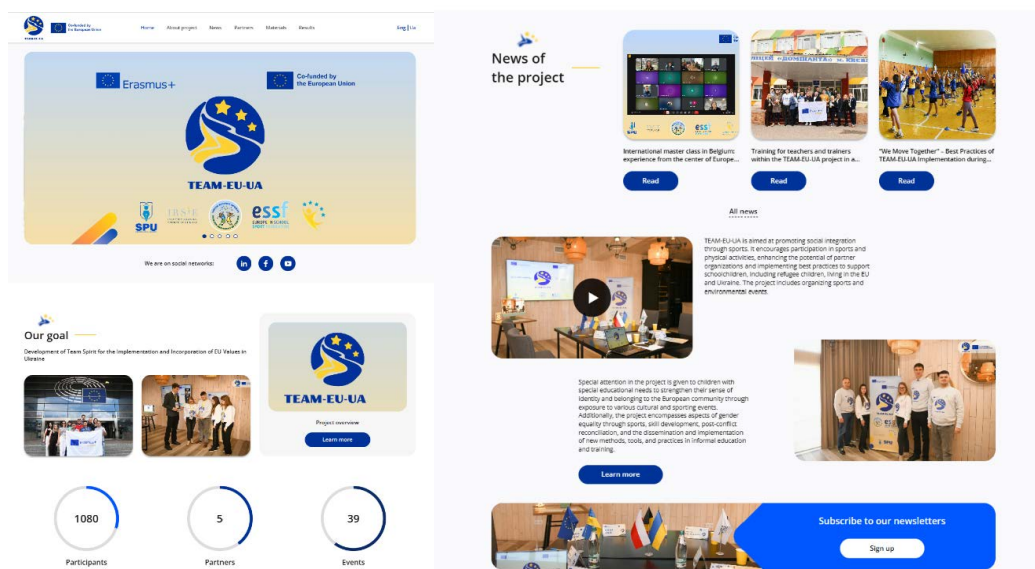 Co-funded by
the European Union
Home About project News Partners Materials Results
Eng | Ua
Erasmus+
Co-funded by
the European Union
TEAM-EU-UA
SPU
essf
We are on social networks:
Our goal
Development of Team Spirit for the Implementation and Incorporation of EU Values in
Ukraine
TEAM-EU-UA
Project overview
Learn more
1080
5
39
Participants
Partners
Events
News of
the project
International master class in Belgium:
experience from the center of Europe...
Training for teachers and trainers
within the TEAM-EU-UA project in a...
"We Move Together" – Best Practices of
TEAM-EU-UA Implementation during...
Read
Read
Read
All news
TEAM-EU-UA is aimed at promoting social integration
through sports. It encourages participation in sports and
physical activities, enhancing the potential of partner
organizations and implementing best practices to support
schoolchildren, including refugee children, living in the EU
and Ukraine. The project includes organizing sports and
environmental events.
Special attention in the project is given to children with
special educational needs to strengthen their sense of
identity and belonging to the European community through
exposure to various cultural and sporting events.
Additionally, the project encompasses aspects of gender
equality through sports, skill development, post-conflict
reconciliation, and the dissemination and implementation
of new methods, tools, and practices in informal education
and training.
Learn more
Subscribe to our newsletters
Sign up